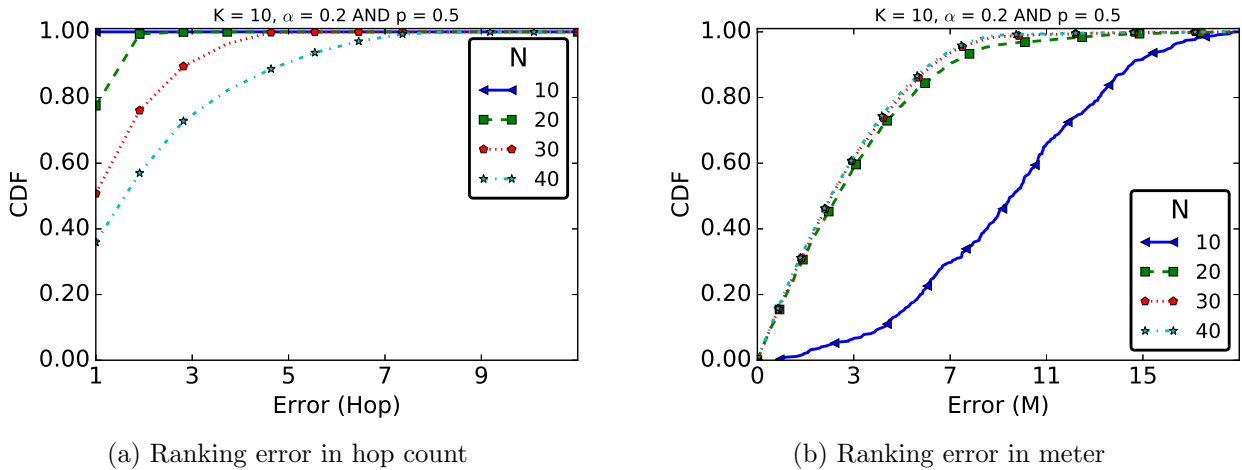 K = 10, α = 0.2 AND p = 0.5
1.00
0.80
0.60
0.40
0.20
0.00
CDF
1 3 5 7 9
Error (Hop)
N
10
20
30
40
(a) Ranking error in hop count
K = 10, α = 0.2 AND p = 0.5
1.00
0.80
0.60
0.40
0.20
0.00
CDF
0 3 7 11 15
Error (M)
N
10
20
30
40
(b) Ranking error in meter